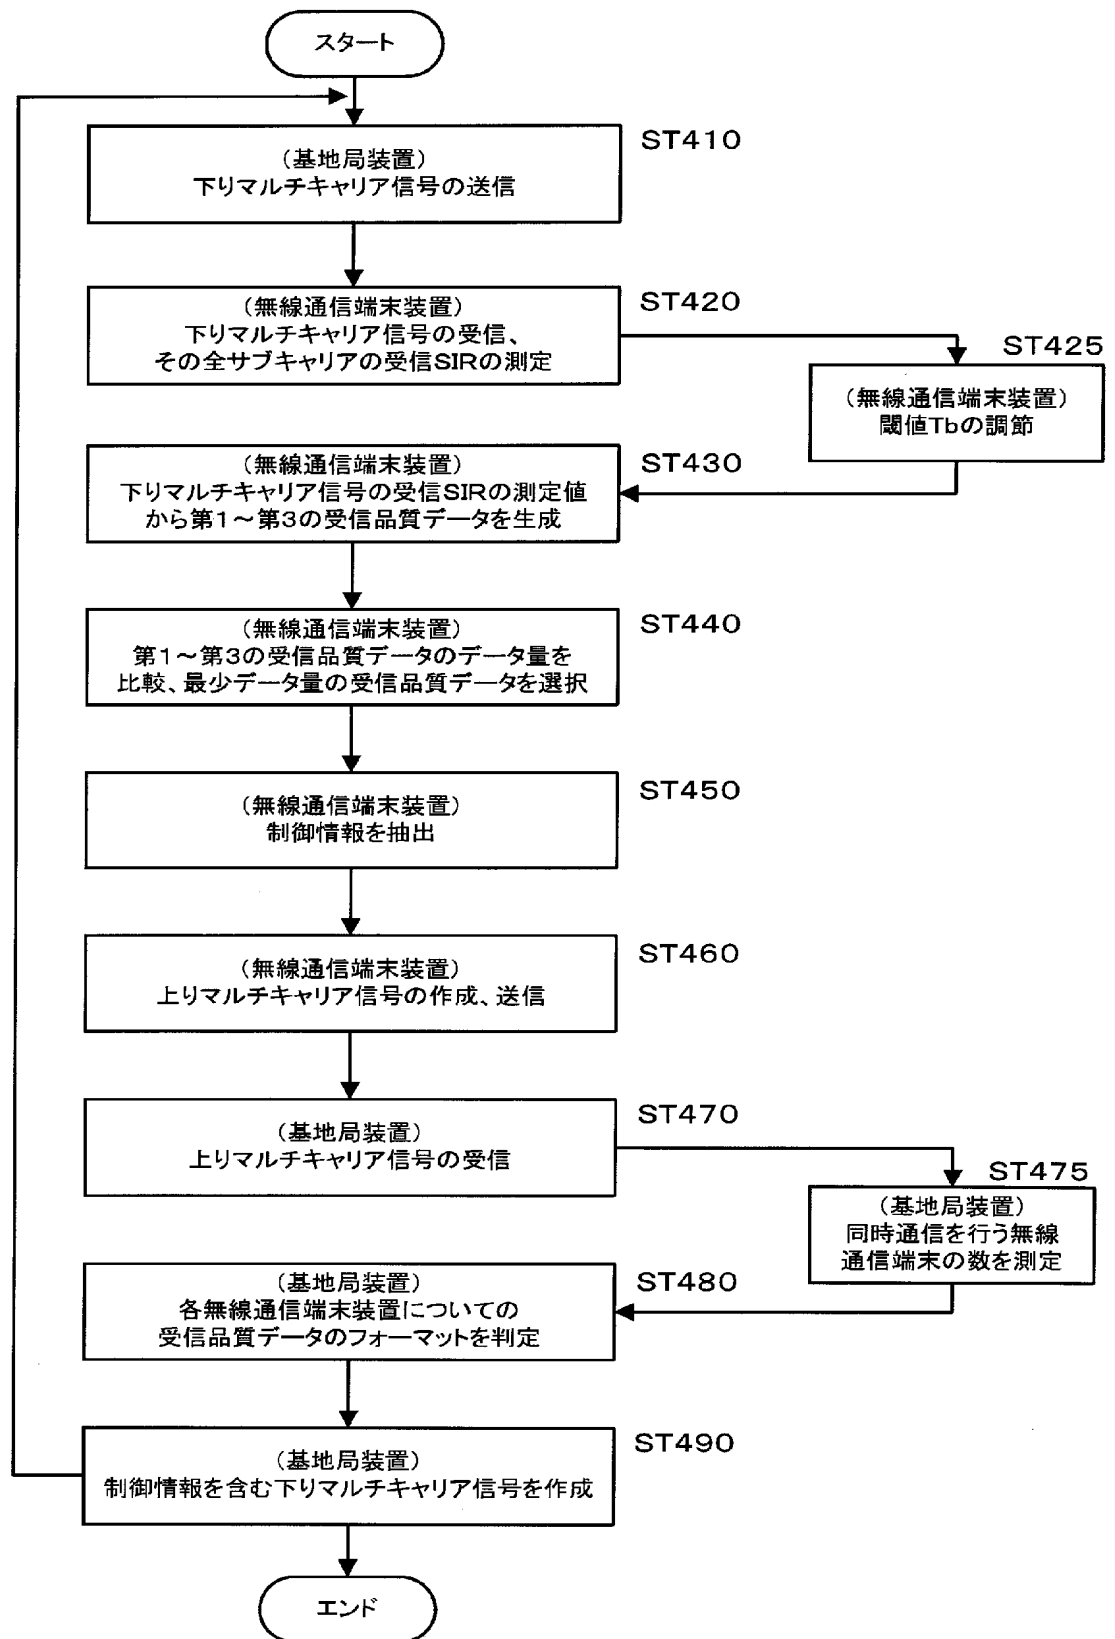 スタート
ST410
(基地局装置)
下りマルチキャリア信号の送信
ST420
(無線通信端末装置)
下りマルチキャリア信号の受信、
その全サブキャリアの受信SIRの測定
ST425
(無線通信端末装置)
閾値Tbの調節
ST430
(無線通信端末装置)
下りマルチキャリア信号の受信SIRの測定値
から第1~第3の受信品質データを生成
ST440
(無線通信端末装置)
第1~第3の受信品質データのデータ量を
比較、最少データ量の受信品質データを選択
ST450
(無線通信端末装置)
制御情報を抽出
ST460
(無線通信端末装置)
上りマルチキャリア信号の作成、送信
ST470
(基地局装置)
上りマルチキャリア信号の受信
ST475
(基地局装置)
同時通信を行う無線
通信端末の数を測定
ST480
(基地局装置)
各無線通信端末装置についての
受信品質データのフォーマットを判定
ST490
(基地局装置)
制御情報を含む下りマルチキャリア信号を作成
エンド